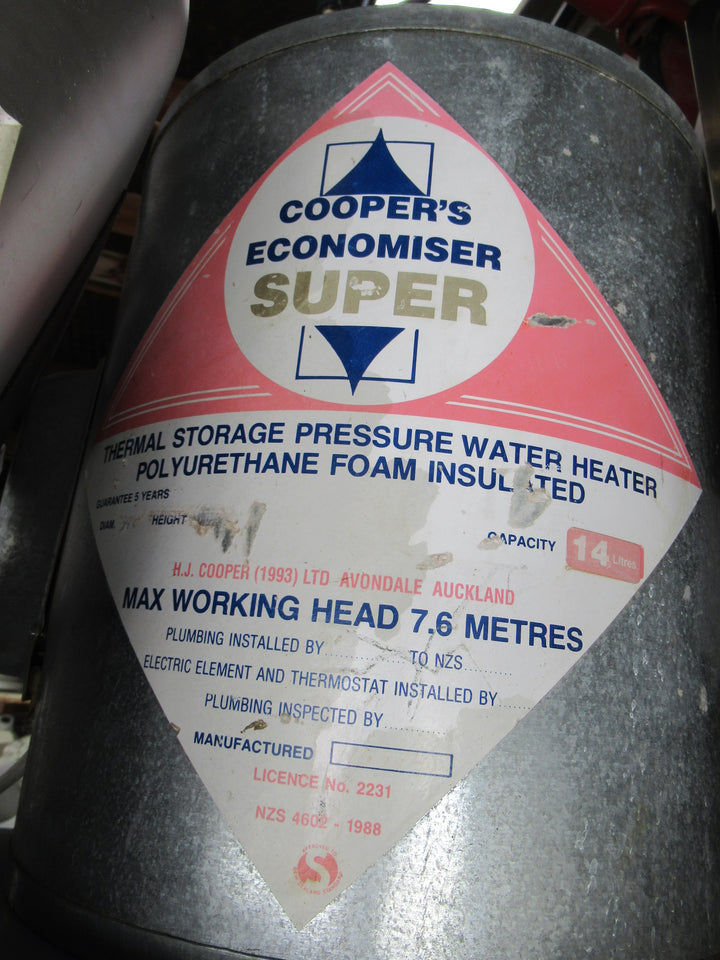 COOPER'S
ECONOMISER
SUPER
THERMAL STORAGE PRESSURE WATER HEATER
POLYURETHANE FOAM INSULATED
GUARANTEE 5 YEARS
DIAM. HEIGHT
CAPACITY 14 Litres
H.J. COOPER (1993) LTD AVONDALE AUCKLAND
MAX WORKING HEAD 7.6 METRES
PLUMBING INSTALLED BY.................TO NZS..........
ELECTRIC ELEMENT AND THERMOSTAT INSTALLED BY.......
PLUMBING INSPECTED BY.............
MANUFACTURED
LICENCE No. 2231
NZS 4602 - 1988
S